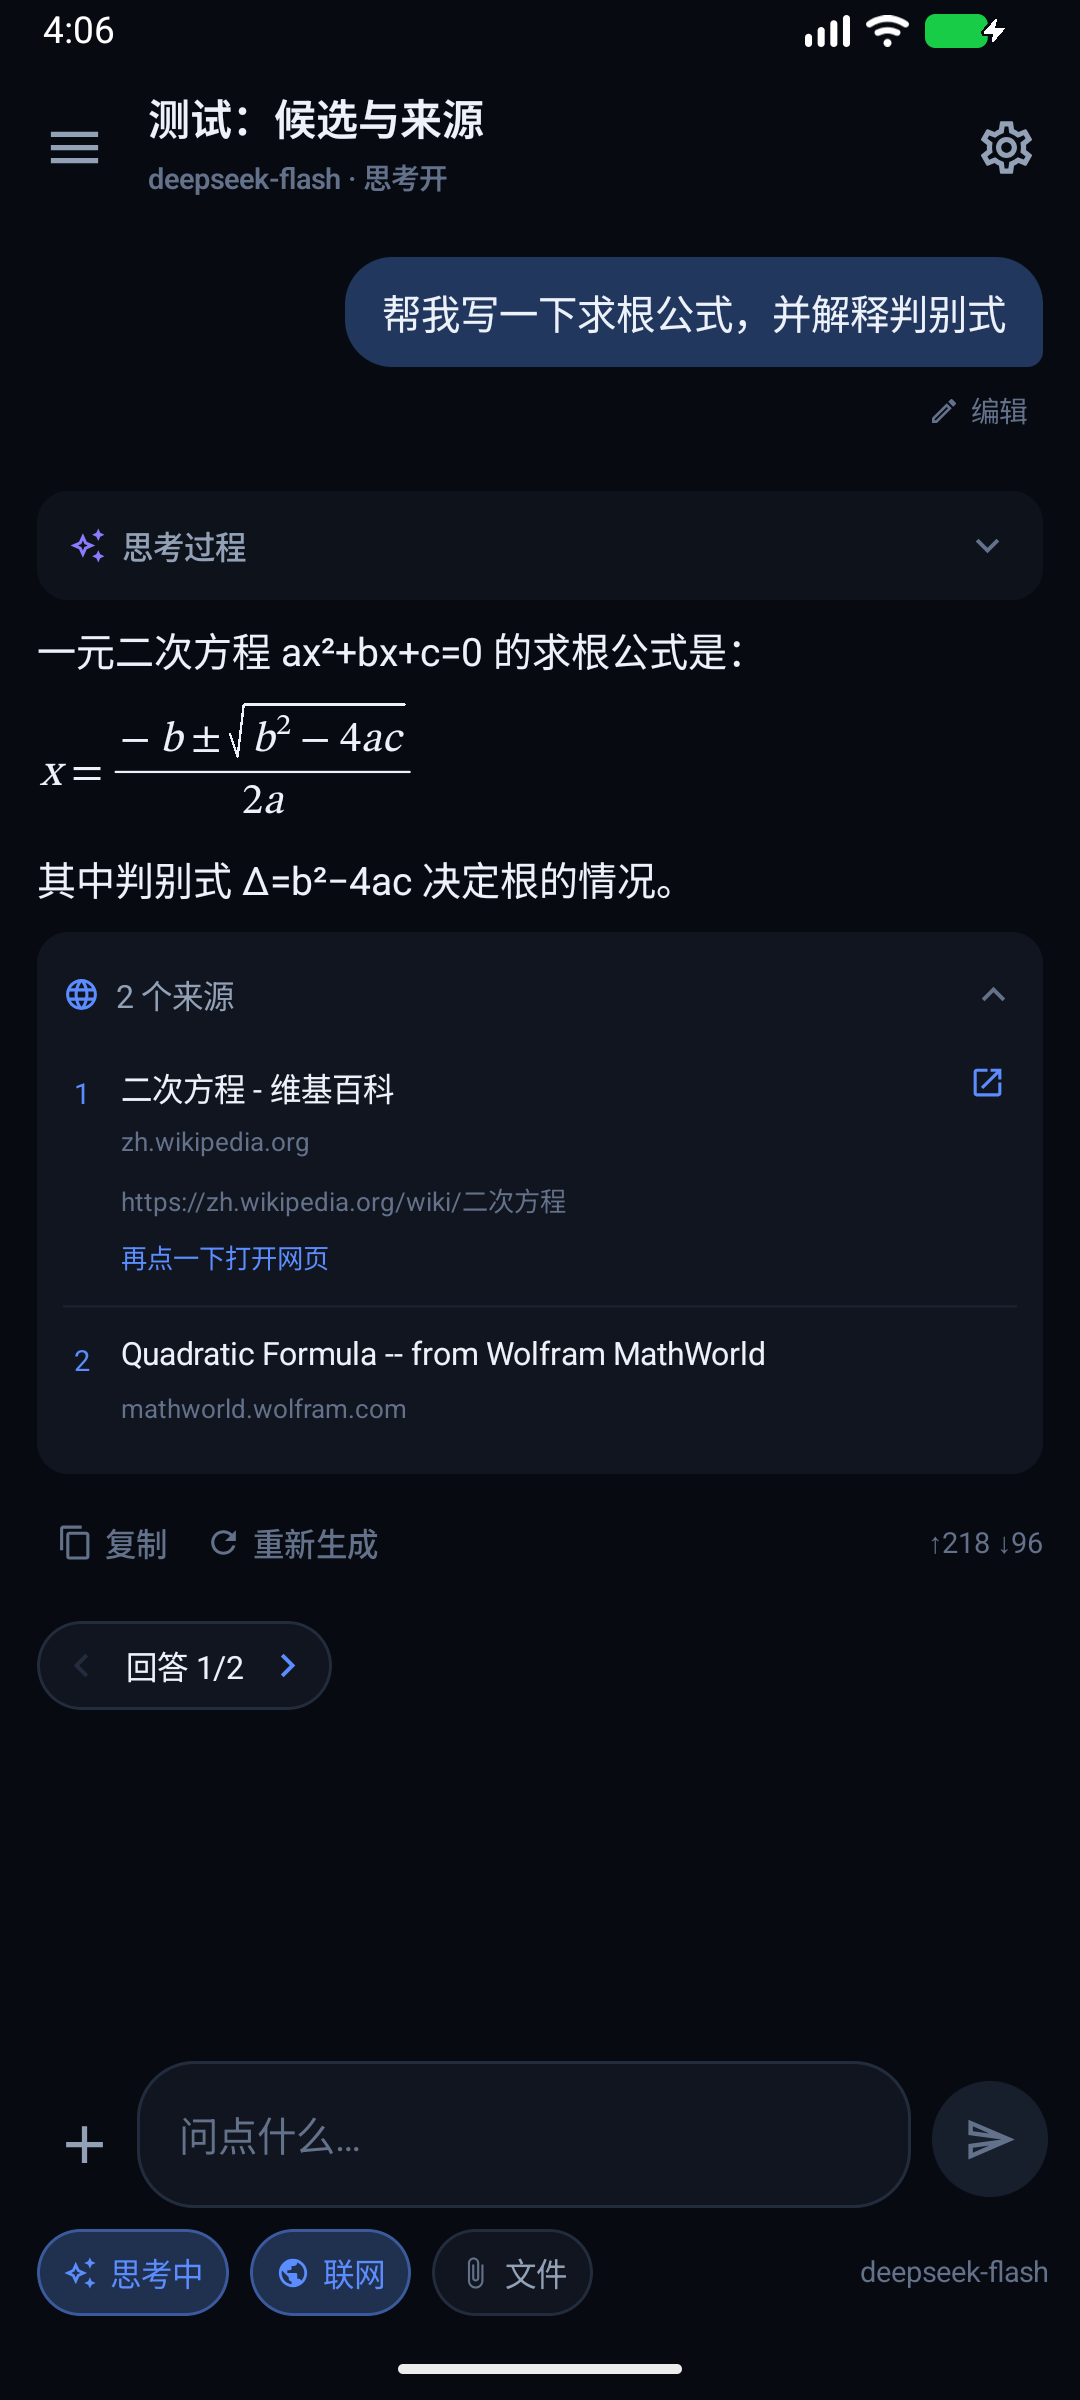 4:06
测试：候选与来源
deepseek-flash · 思考开
帮我写一下求根公式，并解释判别式
编辑
思考过程
一元二次方程 ax²+bx+c=0 的求根公式是：
x = (− b ± √(b² − 4ac)) / 2a
其中判别式 Δ=b²−4ac 决定根的情况。
2 个来源
1 二次方程 - 维基百科
zh.wikipedia.org
https://zh.wikipedia.org/wiki/二次方程
再点一下打开网页
2 Quadratic Formula -- from Wolfram MathWorld
mathworld.wolfram.com
复制 重新生成 ↑218 ↓96
回答 1/2
问点什么...
思考中 联网 文件 deepseek-flash